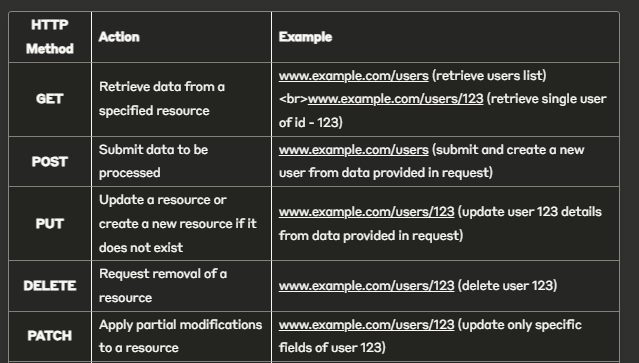 HTTP Method Action Example
GET Retrieve data from a specified resource www.example.com/users (retrieve users list) <br>www.example.com/users/123 (retrieve single user of id - 123)
POST Submit data to be processed www.example.com/users (submit and create a new user from data provided in request)
PUT Update a resource or create a new resource if it does not exist www.example.com/users/123 (update user 123 details from data provided in request)
DELETE Request removal of a resource www.example.com/users/123 (delete user 123)
PATCH Apply partial modifications to a resource www.example.com/users/123 (update only specific fields of user 123)